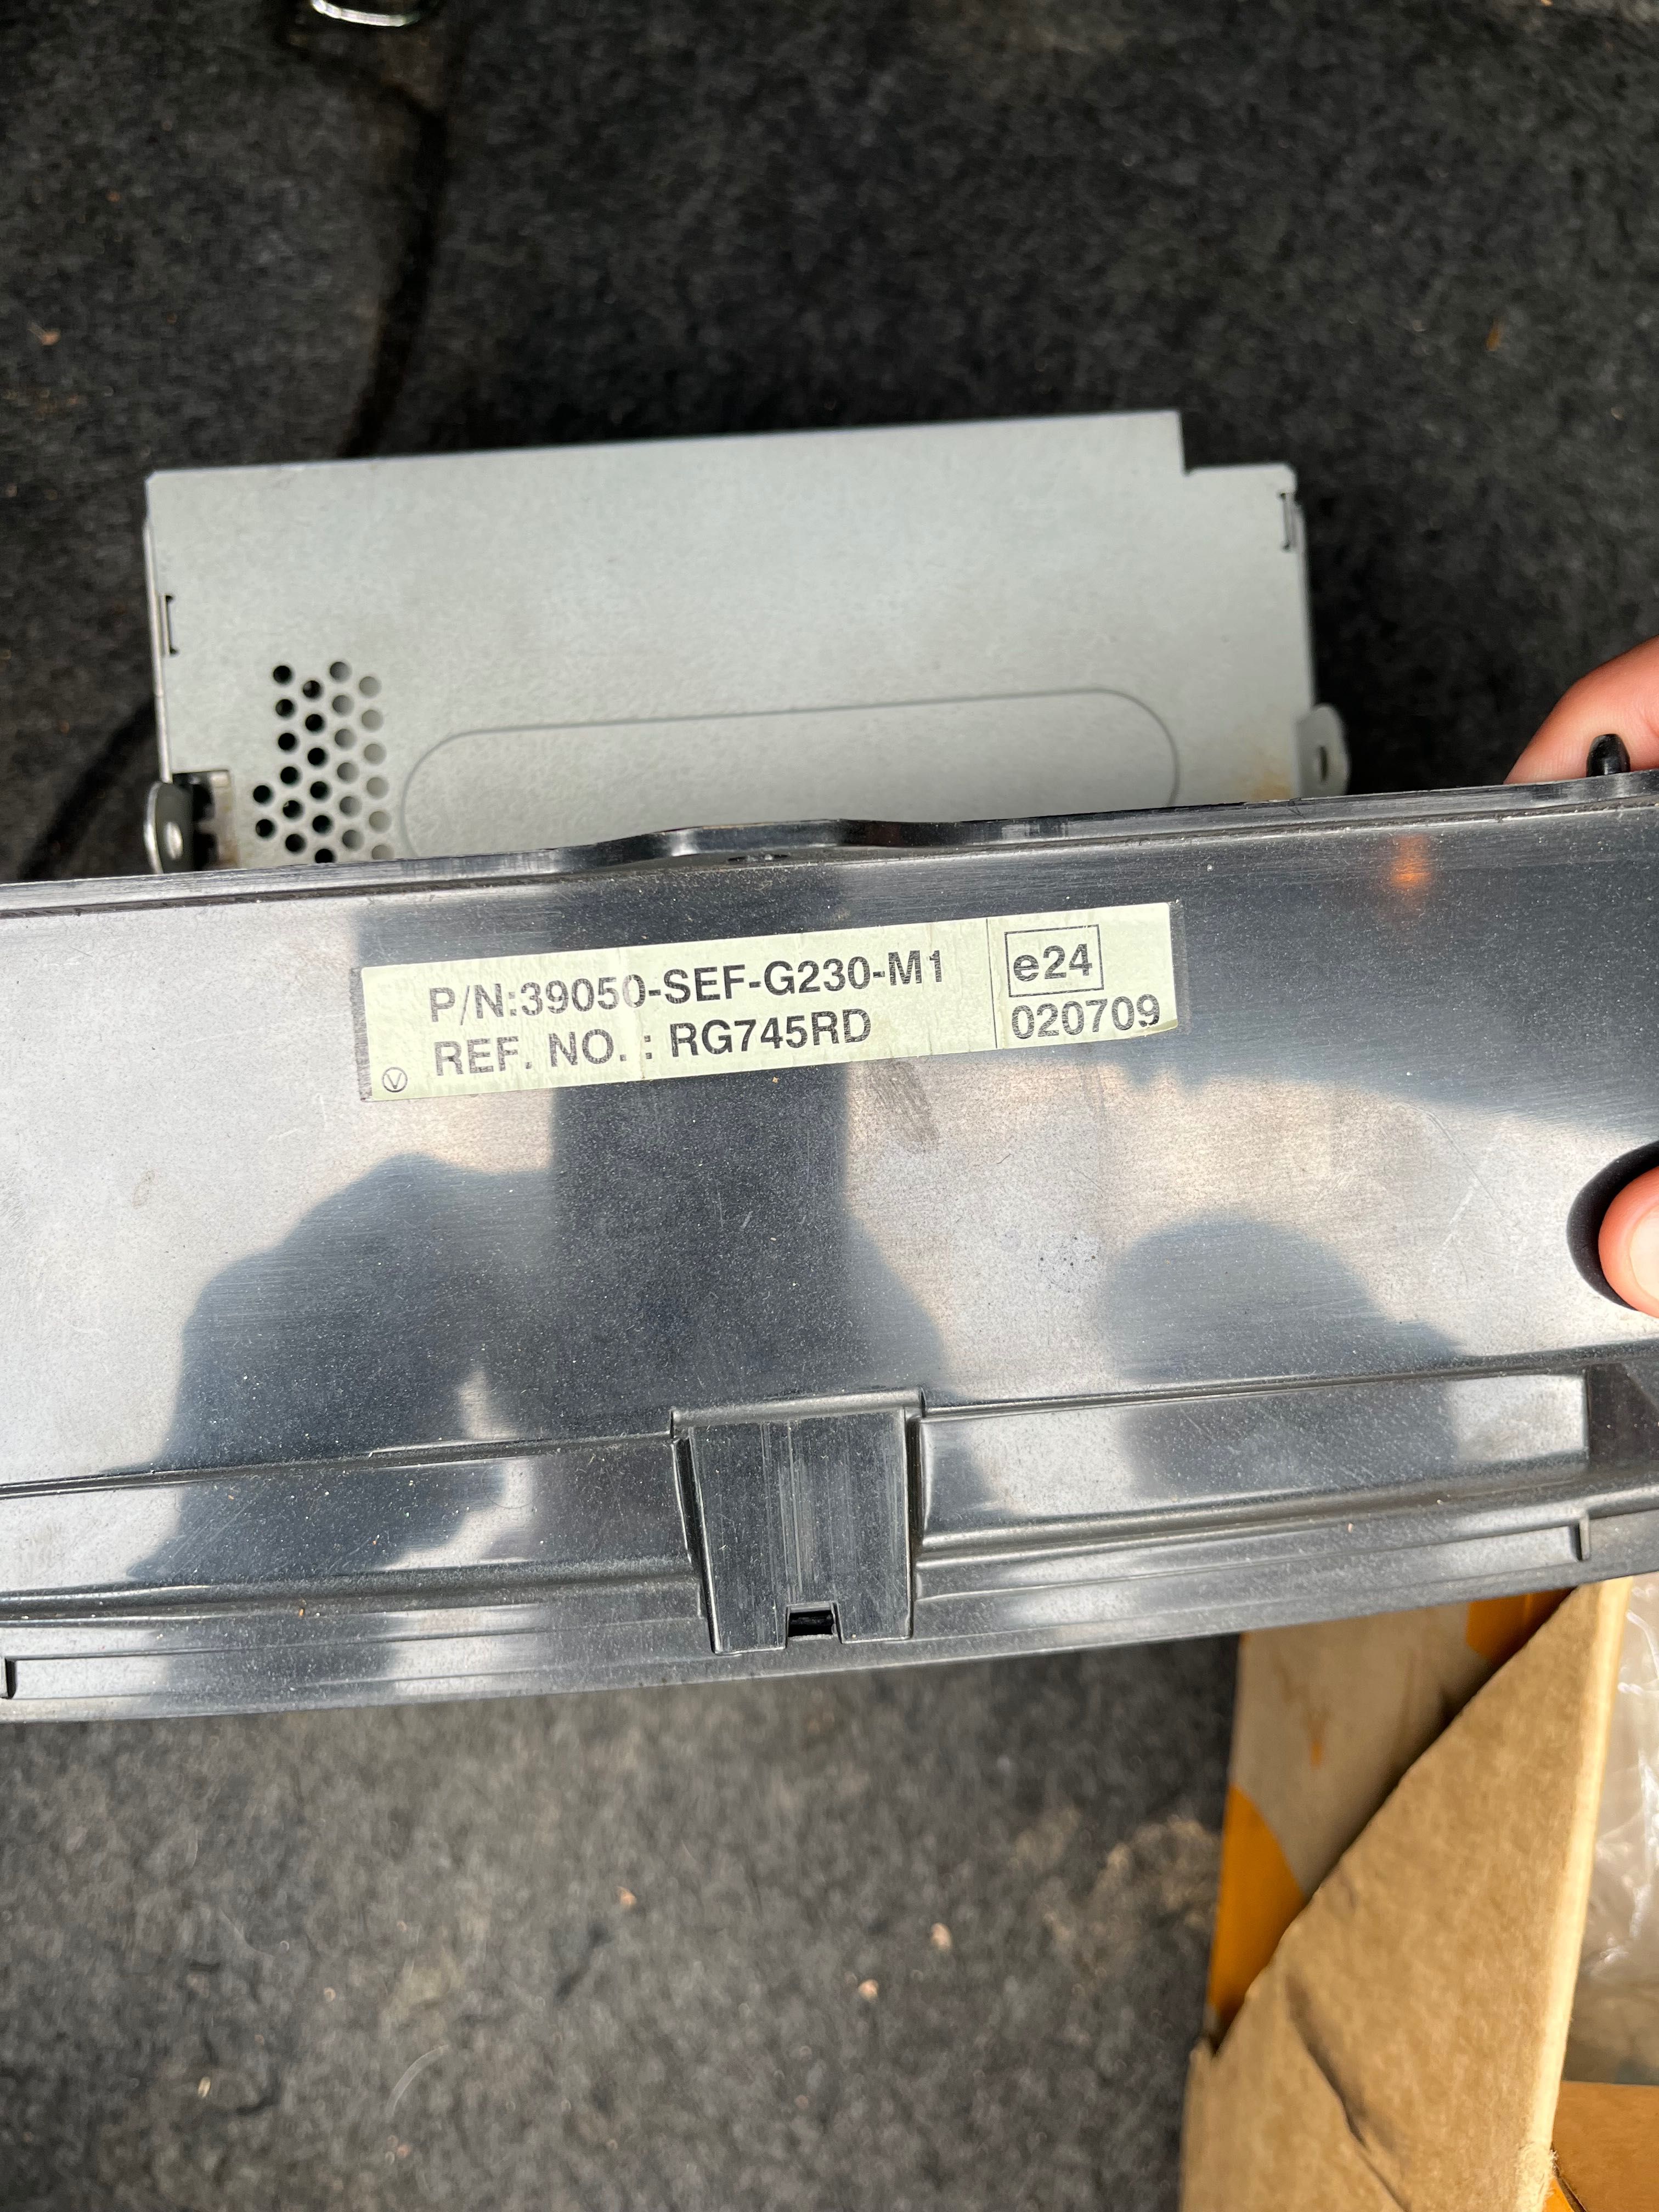 P/N:39050-SEF-G230-M1
REF. NO. : RG745RD
e24
020709
V